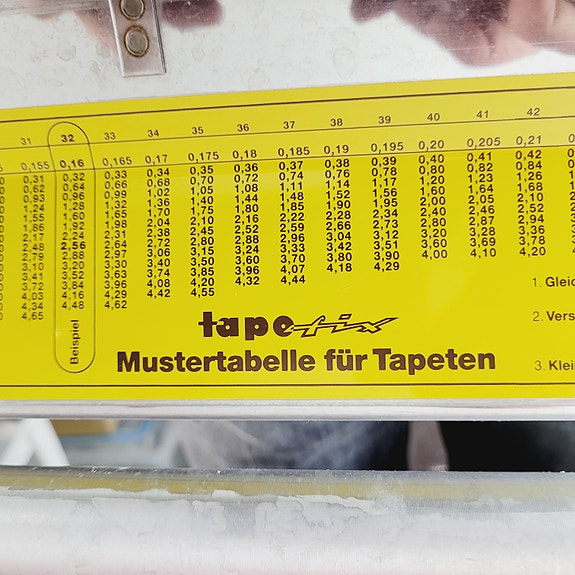 31 32 33 34 35 36 37 38 39 40 41 42
0,155 0,16 0,165 0,17 0,175 0,18 0,185 0,19 0,195 0,20 0,205 0,21
0,31 0,32 0,33 0,34 0,35 0,36 0,37 0,38 0,39 0,40 0,41 0,42
0,62 0,64 0,66 0,68 0,70 0,72 0,74 0,76 0,78 0,80 0,82 0,84
0,94 0,96 0,99 1,02 1,05 1,08 1,11 1,14 1,17 1,20 1,23 1,26
1,24 1,28 1,32 1,36 1,40 1,44 1,48 1,52 1,56 1,60 1,64 1,68
1,55 1,60 1,65 1,70 1,75 1,80 1,85 1,90 1,95 2,00 2,05 2,10
1,86 1,92 1,98 2,04 2,10 2,16 2,22 2,28 2,34 2,40 2,46 2,52
2,17 2,24 2,31 2,38 2,45 2,52 2,59 2,66 2,73 2,80 2,87 2,94
2,48 2,56 2,64 2,72 2,80 2,88 2,96 3,04 3,12 3,20 3,28 3,36
2,79 2,88 2,97 3,06 3,15 3,24 3,33 3,42 3,51 3,60 3,69 3,78
3,10 3,20 3,30 3,40 3,50 3,60 3,70 3,80 3,90 4,00 4,10 4,20
3,41 3,52 3,63 3,74 3,85 3,96 4,07 4,18 4,29
3,72 3,84 3,96 4,08 4,20 4,32 4,44
4,03 4,16 4,29 4,42 4,55
4,34 4,48 4,62
4,65
Beispiel
tapefix
Mustertabelle für Tapeten
1. Gleic
2. Vers
3. Klei